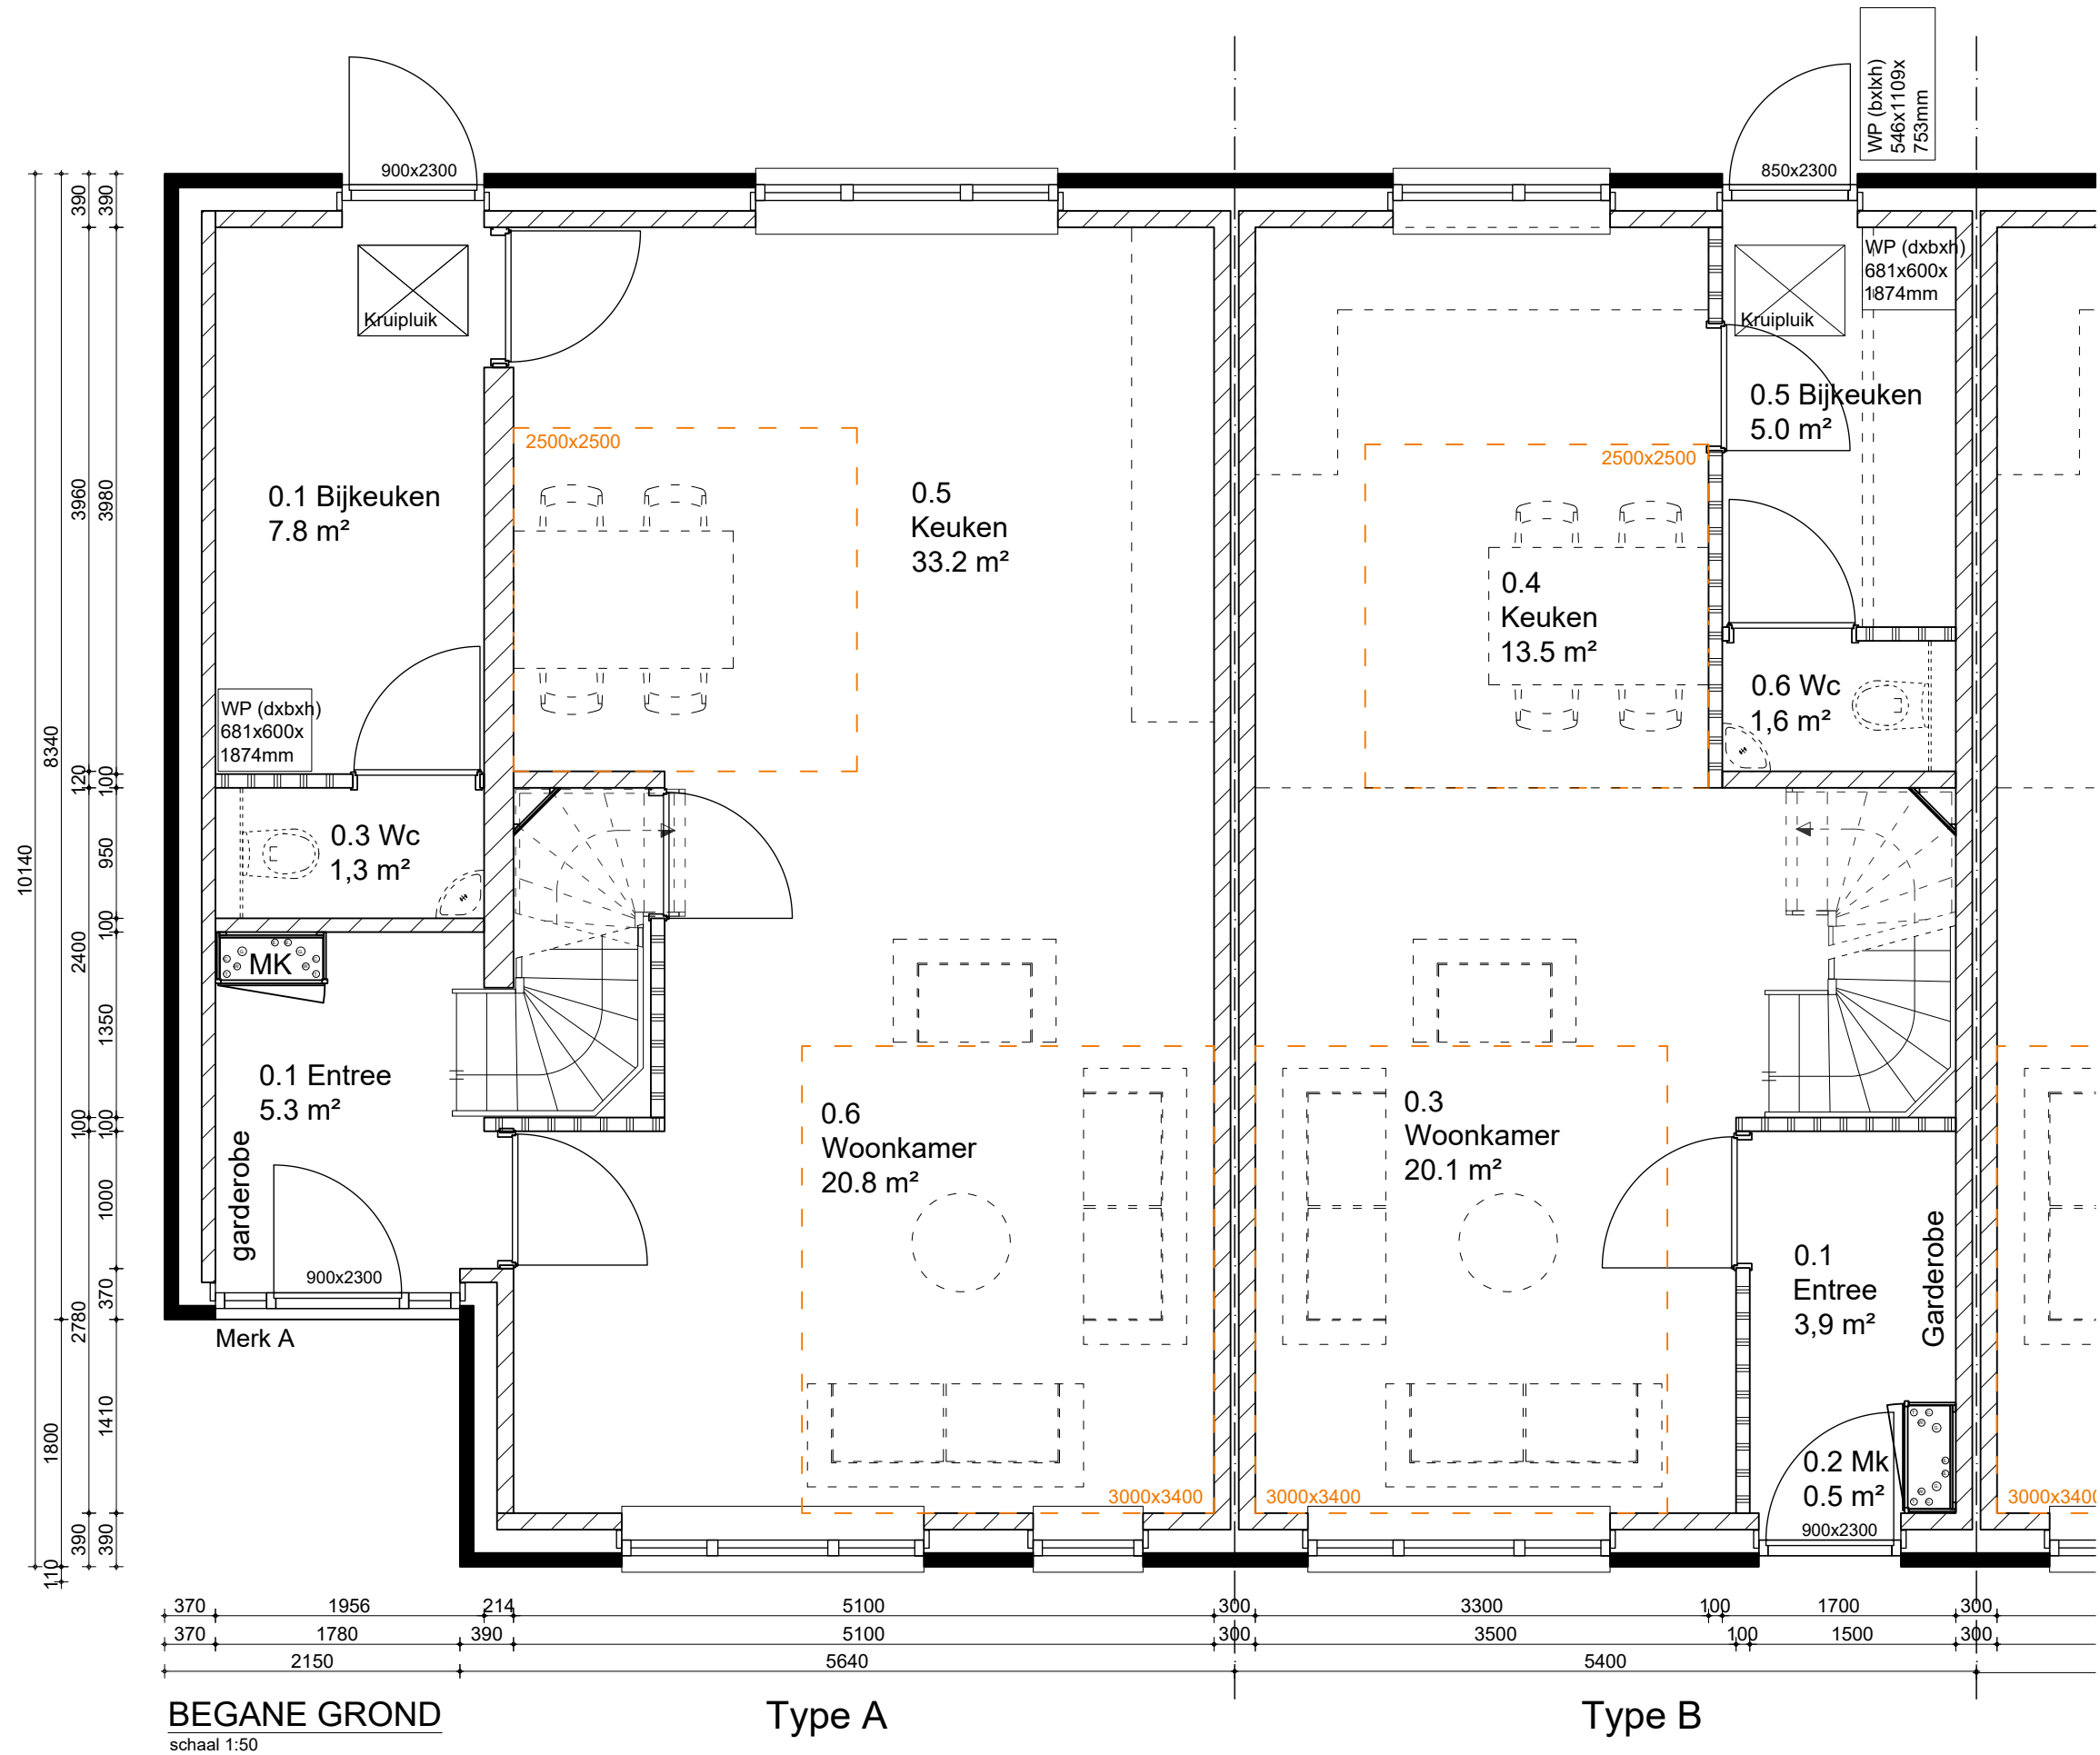 WP (bxlxh)
546x1109x
753mm
900x2300
850x2300
Kruipluik
WP (dxbxh)
681x600x
1874mm
Kruipluik
0.5 Bijkeuken
5.0 m²
2500x2500
2500x2500
0.1 Bijkeuken
7.8 m²
0.5
Keuken
33.2 m²
0.4
Keuken
13.5 m²
0.6 Wc
1,6 m²
WP (dxbxh)
681x600x
1874mm
0.3 Wc
1,3 m²
MK
0.1 Entree
5.3 m²
garderobe
900x2300
Merk A
0.6
Woonkamer
20.8 m²
0.3
Woonkamer
20.1 m²
0.1
Entree
3,9 m²
Garderobe
0.2 Mk
0.5 m²
900x2300
3000x3400
3000x3400
3000x3400
10140
8340
1800
110
390
3960
120
2400
100
2780
390
390
3980
100
950
100
1350
100
1000
370
1410
390
370
1956
214
5100
300
3300
100
1700
300
370
1780
390
5100
300
3500
100
1500
300
2150
5640
5400
BEGANE GROND
schaal 1:50
Type A
Type B